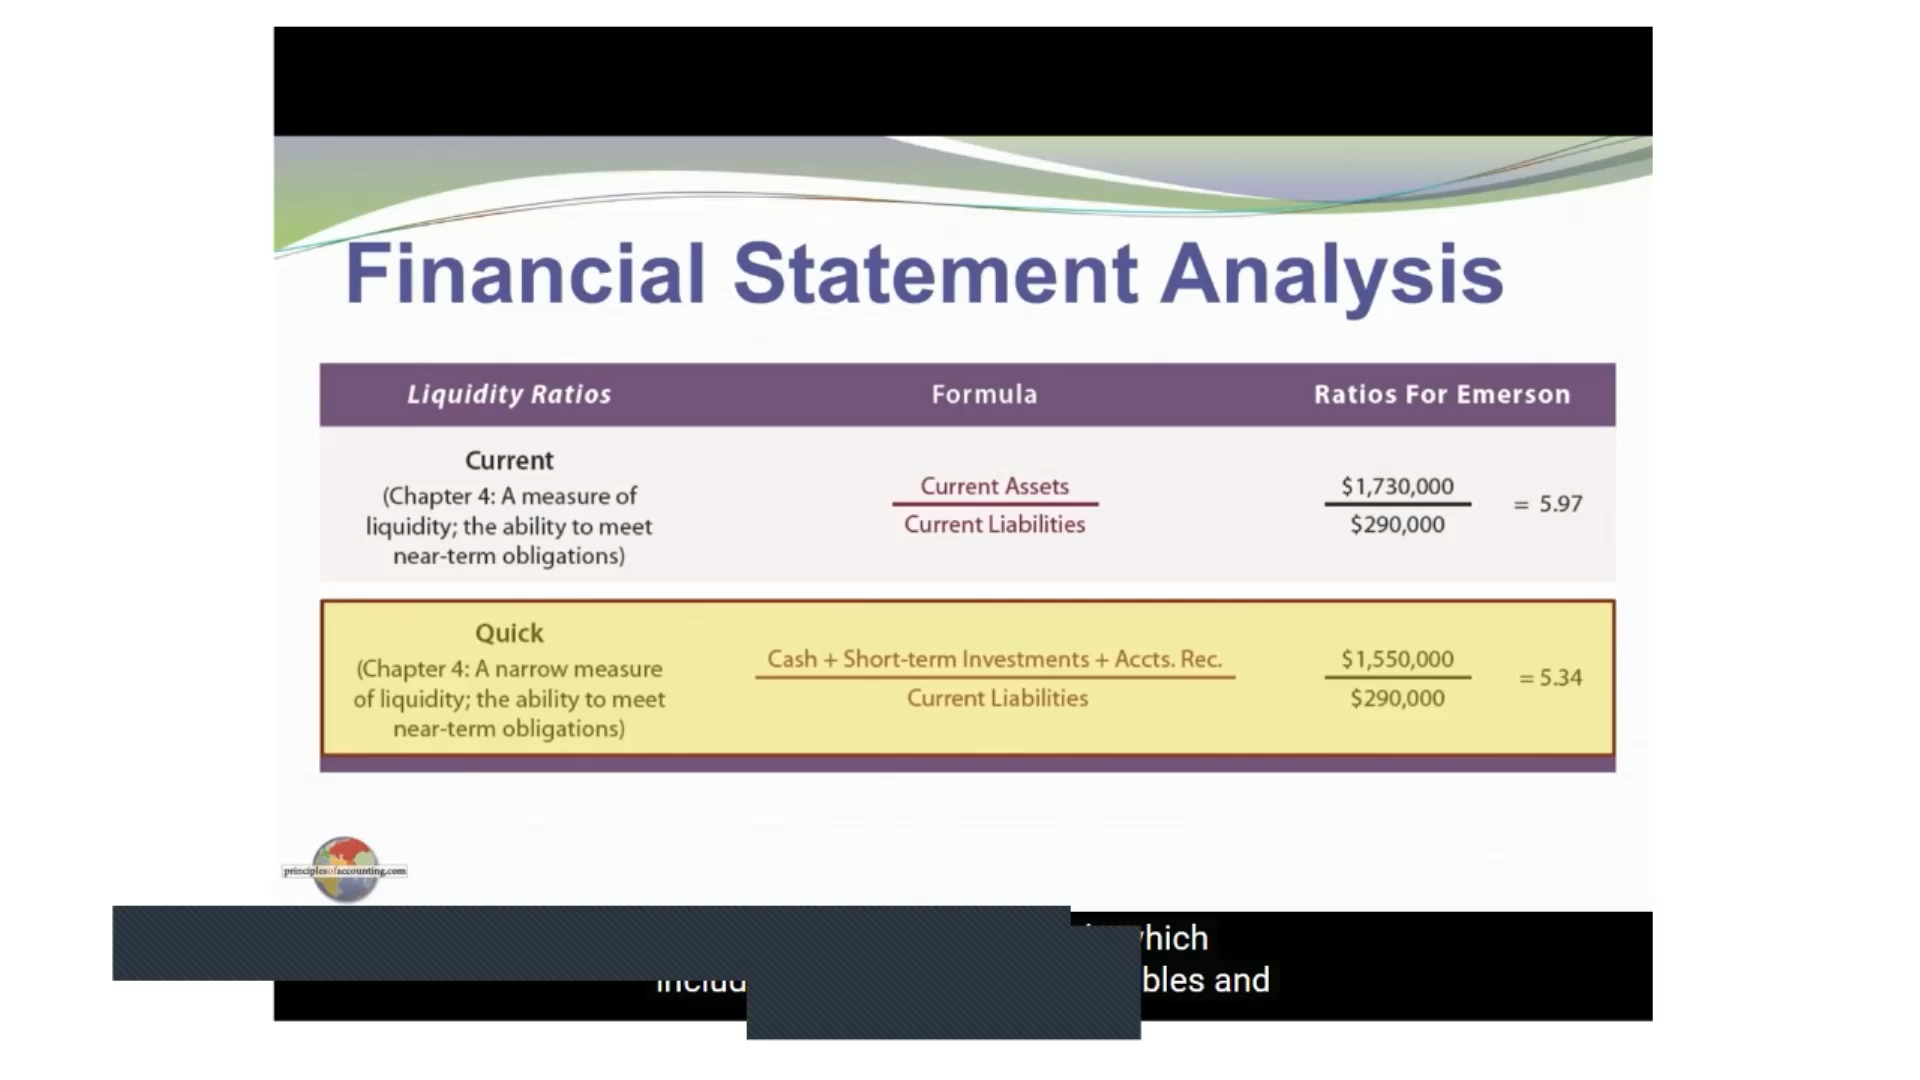 Financial Statement Analysis
Liquidity Ratios Formula Ratios For Emerson
Current
(Chapter 4: A measure of
liquidity; the ability to meet
near-term obligations)
Current Assets
Current Liabilities
$1,730,000
$290,000
= 5.97
Quick
(Chapter 4: A narrow measure
of liquidity; the ability to meet
near-term obligations)
Cash + Short-term Investments + Accts. Rec.
Current Liabilities
$1,550,000
$290,000
= 5.34
principlesofaccounting.com
and